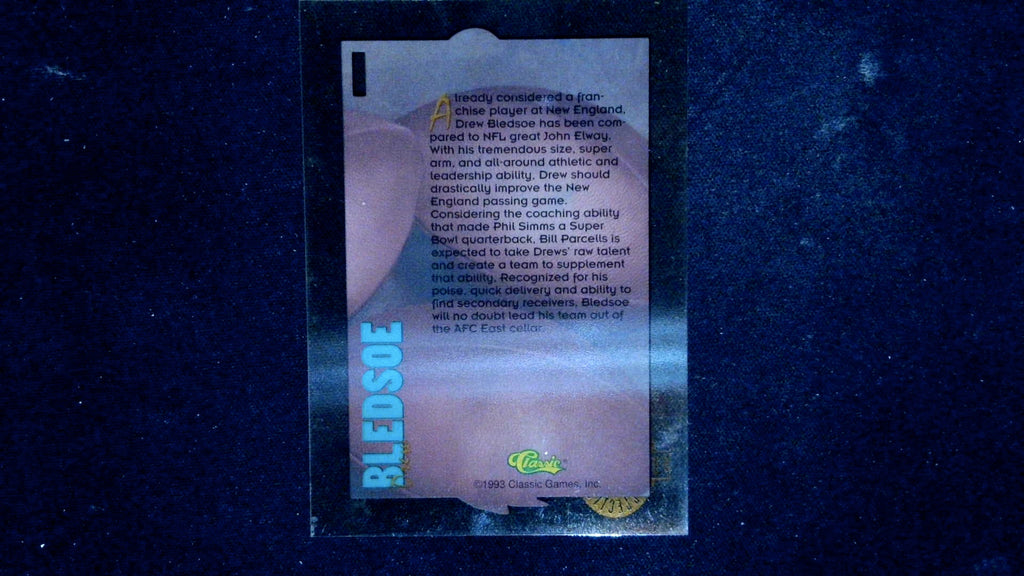 Already considered a fran-
chise player at New England,
Drew Bledsoe has been com-
pared to NFL great John Elway.
With his tremendous size, super
arm, and all-around athletic and
leadership ability, Drew should
drastically improve the New
England passing game.
Considering the coaching ability
that made Phil Simms a Super
Bowl quarterback, Bill Parcells is
expected to take Drews' raw talent
and create a team to supplement
that ability. Recognized for his
poise, quick delivery and ability to
find secondary receivers, Bledsoe
will no doubt lead his team out of
the AFC East cellar.
BLEDSOE
Classic
©1993 Classic Games, Inc.